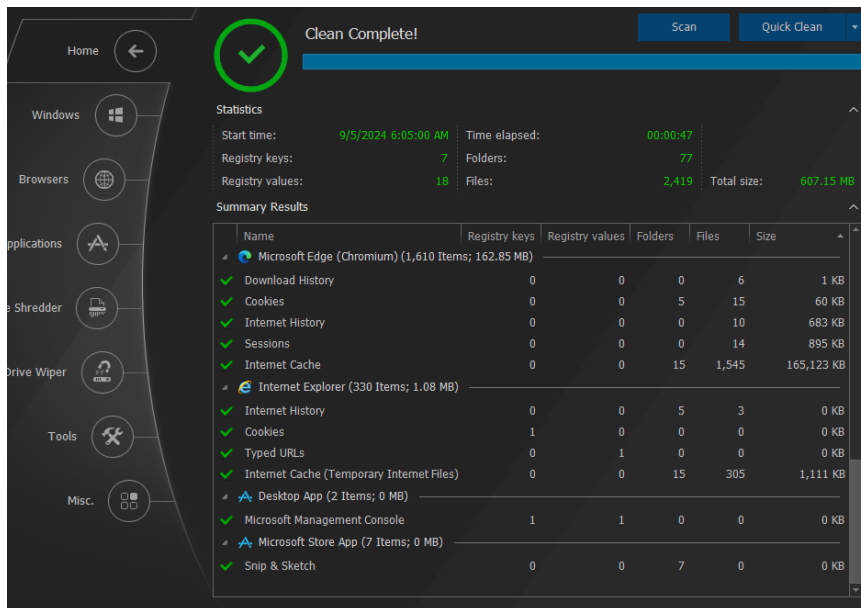 Clean Complete!
Scan
Quick Clean
Home
Windows
Browsers
pplications
e Shredder
Drive Wiper
Tools
Misc.
Statistics
Start time: 9/5/2024 6:05:00 AM Time elapsed: 00:00:47
Registry keys: 7 Folders: 77
Registry values: 18 Files: 2,419 Total size: 607.15 MB
Summary Results
Name Registry keys Registry values Folders Files Size
Microsoft Edge (Chromium) (1,610 Items; 162.85 MB)
Download History 0 0 0 6 1 KB
Cookies 0 0 5 15 60 KB
Internet History 0 0 0 10 683 KB
Sessions 0 0 0 14 895 KB
Internet Cache 0 0 15 1,545 165,123 KB
Internet Explorer (330 Items; 1.08 MB)
Internet History 0 0 5 3 0 KB
Cookies 1 0 0 0 0 KB
Typed URLs 0 1 0 0 0 KB
Internet Cache (Temporary Internet Files) 0 0 15 305 1,111 KB
Desktop App (2 Items; 0 MB)
Microsoft Management Console 1 1 0 0 0 KB
Microsoft Store App (7 Items; 0 MB)
Snip & Sketch 0 0 7 0 0 KB